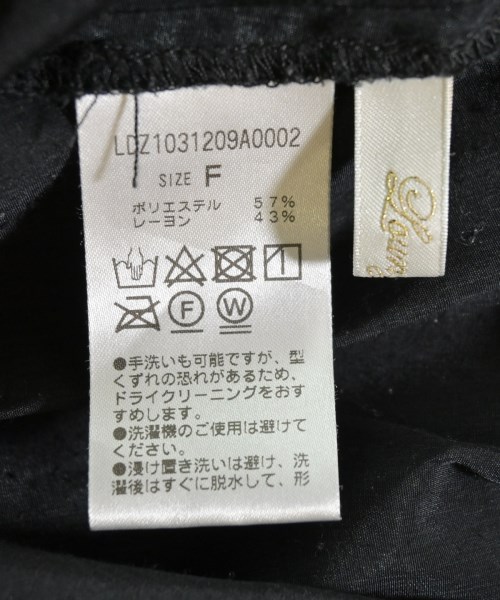 LDZ1031209A0002
SIZE F
ポリエステル 57%
レーヨン 43%
F W
●手洗いも可能ですが、型
くずれの恐れがあるため、
ドライクリーニングをおす
すめします。
●洗濯機のご使用は避けて
ください。
●浸け置き洗いは避け、洗
濯後はすぐに脱水して、形